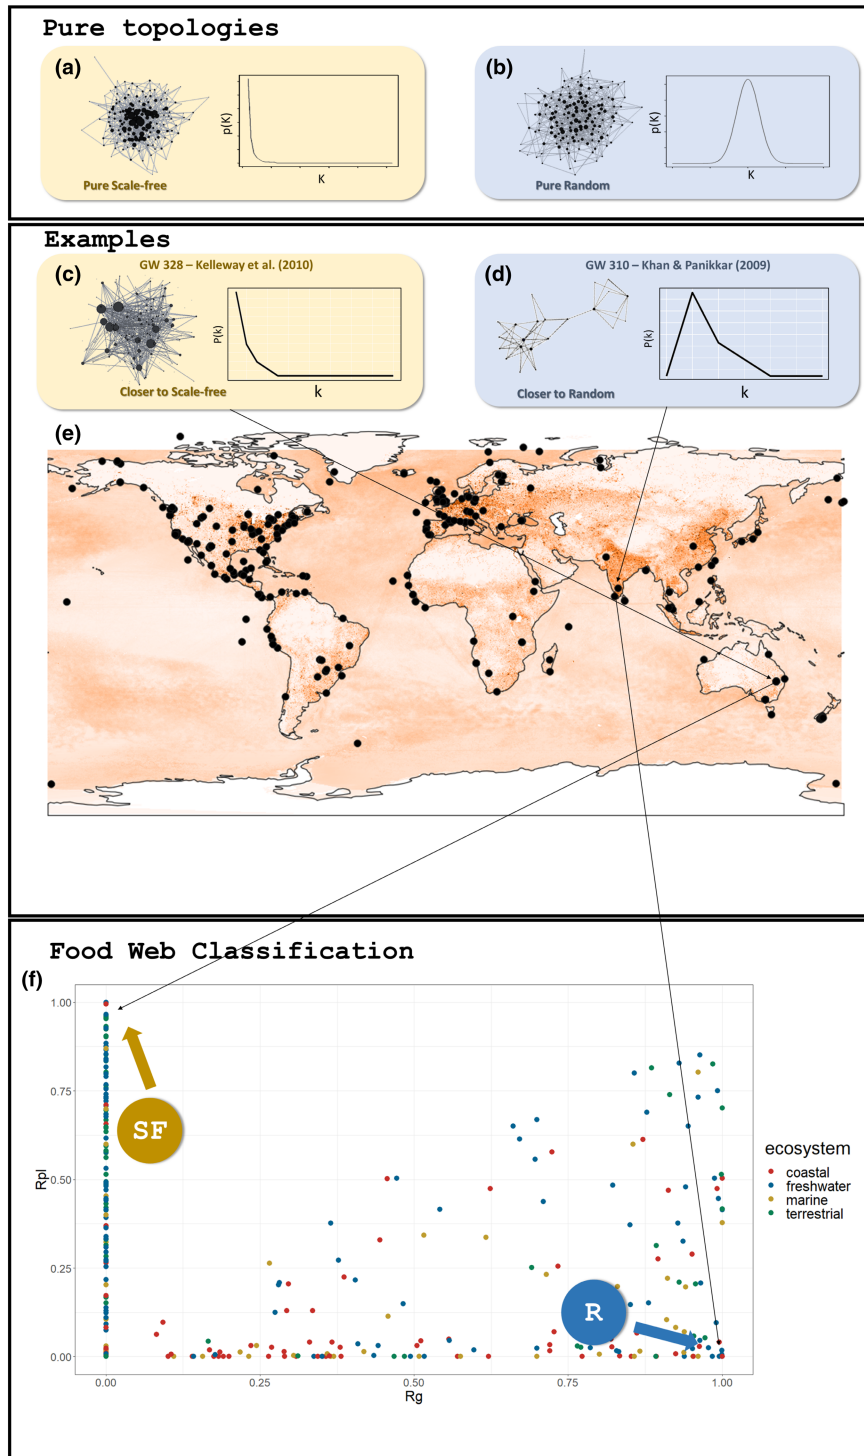 Pure topologies
(a)
p(K)
K
Pure Scale-free
(b)
p(K)
K
Pure Random
Examples
(c)
GW 328 – Kelleway et al. (2010)
P(k)
k
Closer to Scale-free
(d)
GW 310 – Khan & Panikkar (2009)
P(k)
k
Closer to Random
(e)
Food Web Classification
(f)
1.00
0.75
0.50
0.25
0.00
Rpl
SF
R
0.00
0.25
0.50
0.75
1.00
Rg
ecosystem
coastal
freshwater
marine
terrestrial